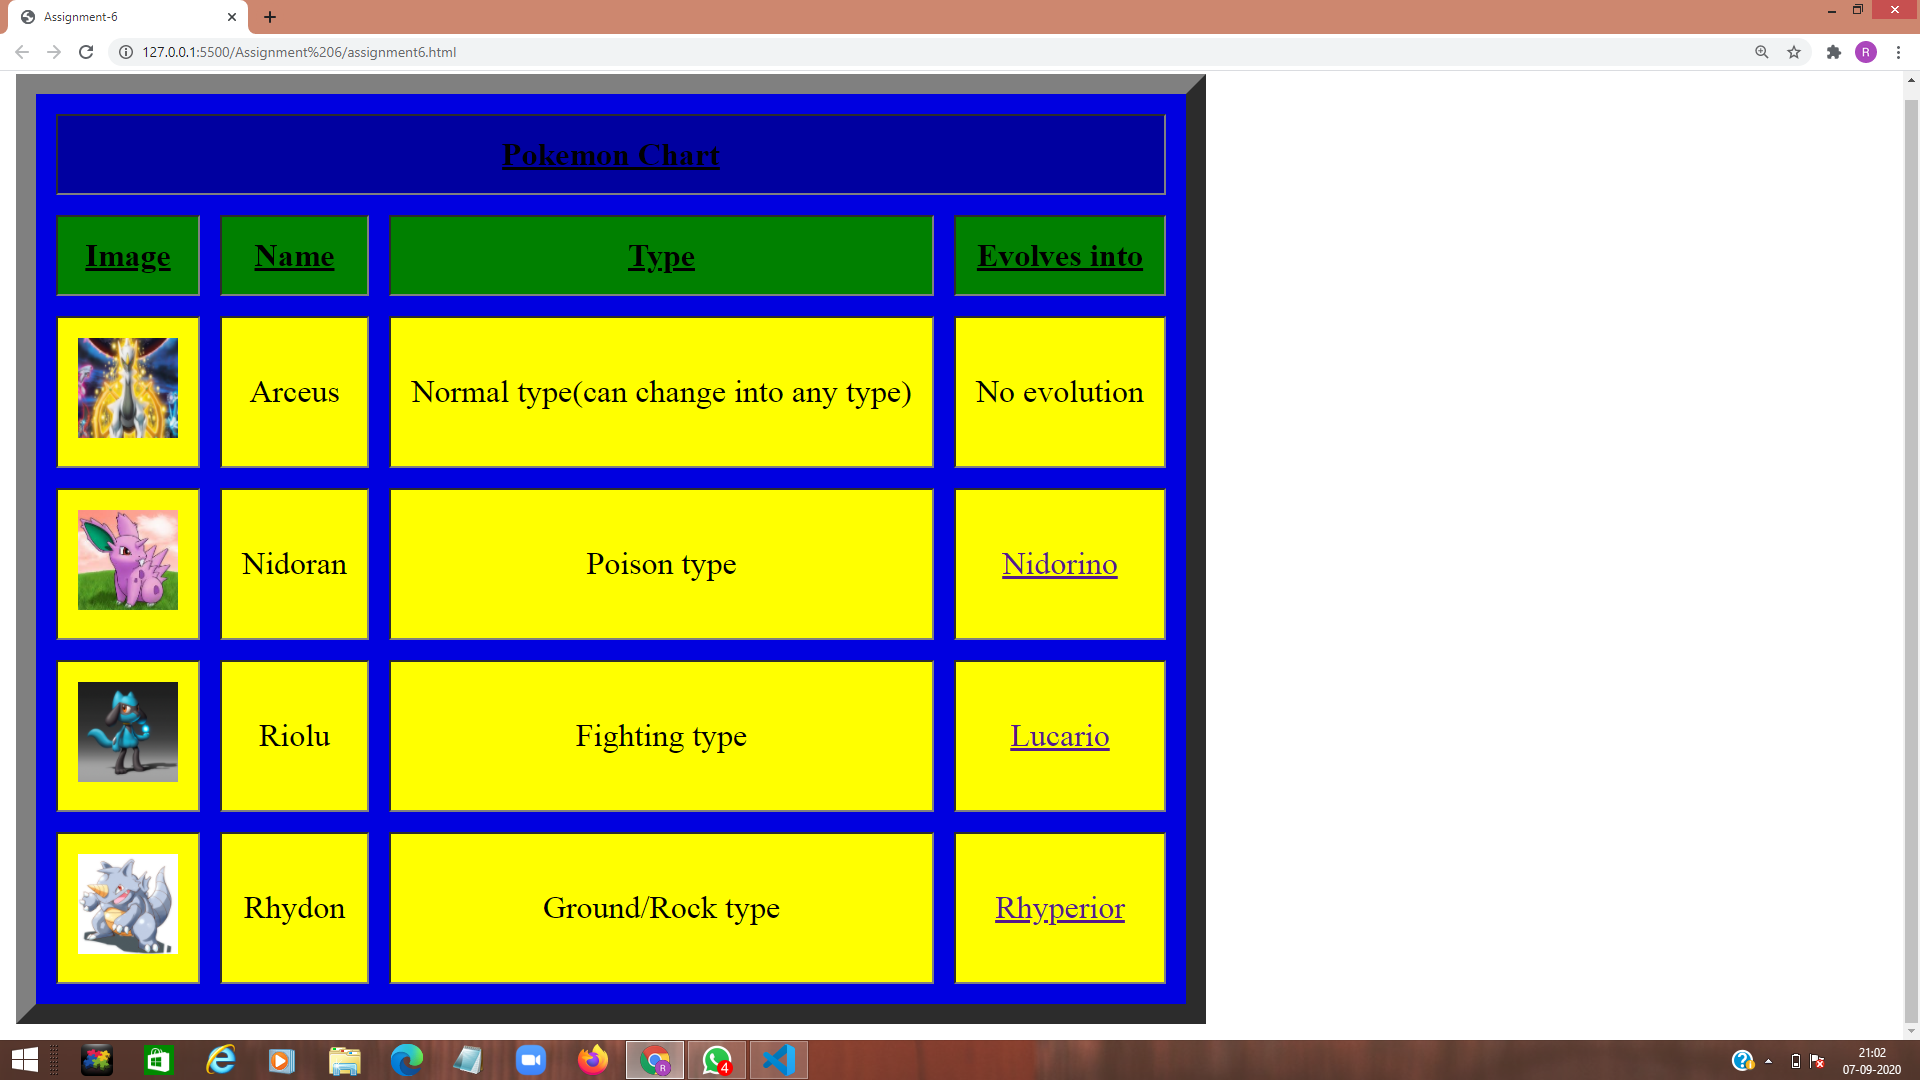 Assignment-6
127.0.0.1:5500/Assignment%206/assignment6.html
R
Pokemon Chart
Image Name Type Evolves into
Arceus Normal type(can change into any type) No evolution
Nidoran Poison type Nidorino
Riolu Fighting type Lucario
Rhydon Ground/Rock type Rhyperior
R
4
21:02
07-09-2020